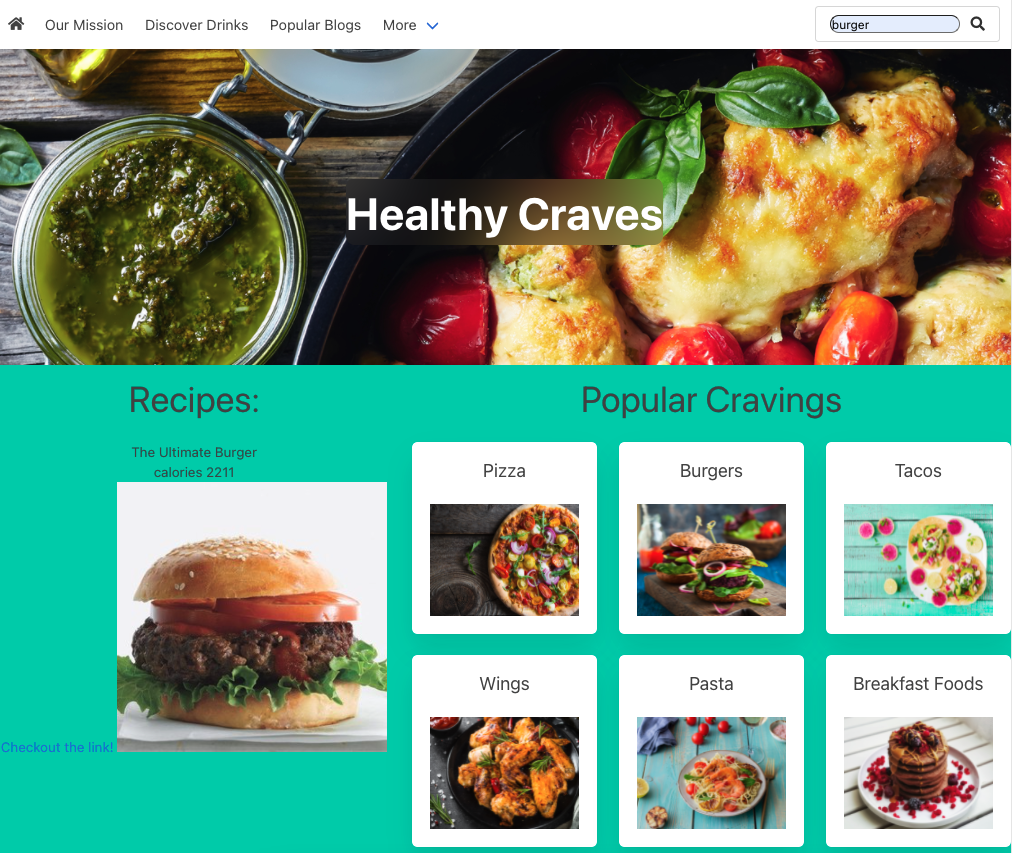 Our Mission Discover Drinks Popular Blogs More burger
Healthy Craves
Recipes:
The Ultimate Burger
calories 2211
Checkout the link!
Popular Cravings
Pizza Burgers Tacos
Wings Pasta Breakfast Foods